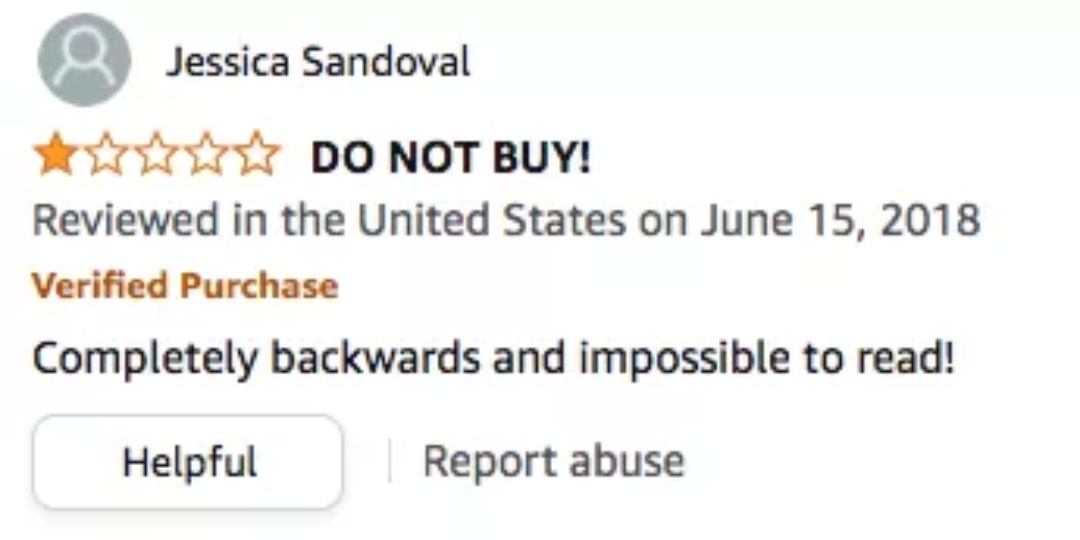 Jessica Sandoval
DO NOT BUY!
Reviewed in the United States on June 15, 2018
Verified Purchase
Completely backwards and impossible to read!
Helpful
Report abuse